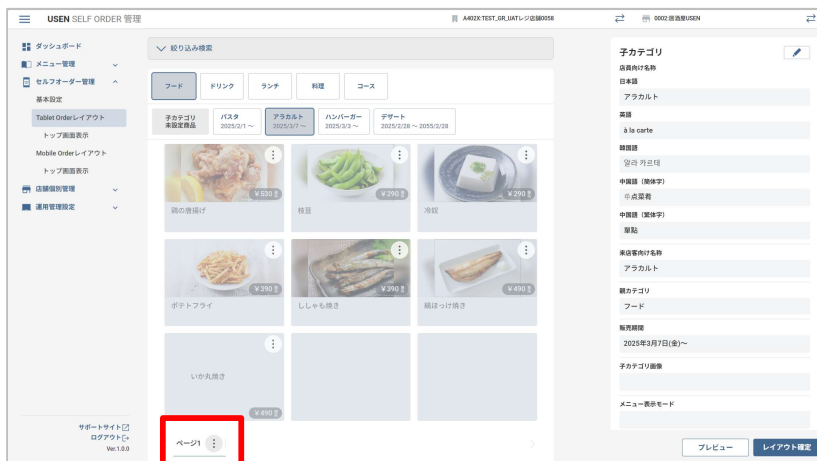 USEN SELF ORDER 管理
A402X:TEST_GR_UATレジ店舗0058
0002:居酒屋USEN
ダッシュボード
メニュー管理
セルフオーダー管理
基本設定
Tablet Orderレイアウト
トップ画面表示
Mobile Orderレイアウト
トップ画面表示
店舗個別管理
運用管理設定
サポートサイト
ログアウト
Ver.1.0.0
絞り込み検索
フード
ドリンク
ランチ
料理
コース
子カテゴリ
未設定商品
パスタ
2025/2/1 ～
アラカルト
2025/3/7 ～
ハンバーガー
2025/3/3 ～
デザート
2025/2/28 ～ 2055/2/28
¥530
鶏の唐揚げ
¥290
枝豆
¥290
冷奴
¥390
ポテトフライ
¥390
ししゃも焼き
¥490
縞ほっけ焼き
いか丸焼き
¥490
ページ1
子カテゴリ
店員向け名称
日本語
アラカルト
英語
à la carte
韓国語
알라 카르테
中国語（簡体字）
单点菜肴
中国語（繁体字）
單點
来店客向け名称
アラカルト
親カテゴリ
フード
販売期間
2025年3月7日(金)～
子カテゴリ画像
メニュー表示モード
プレビュー
レイアウト確定